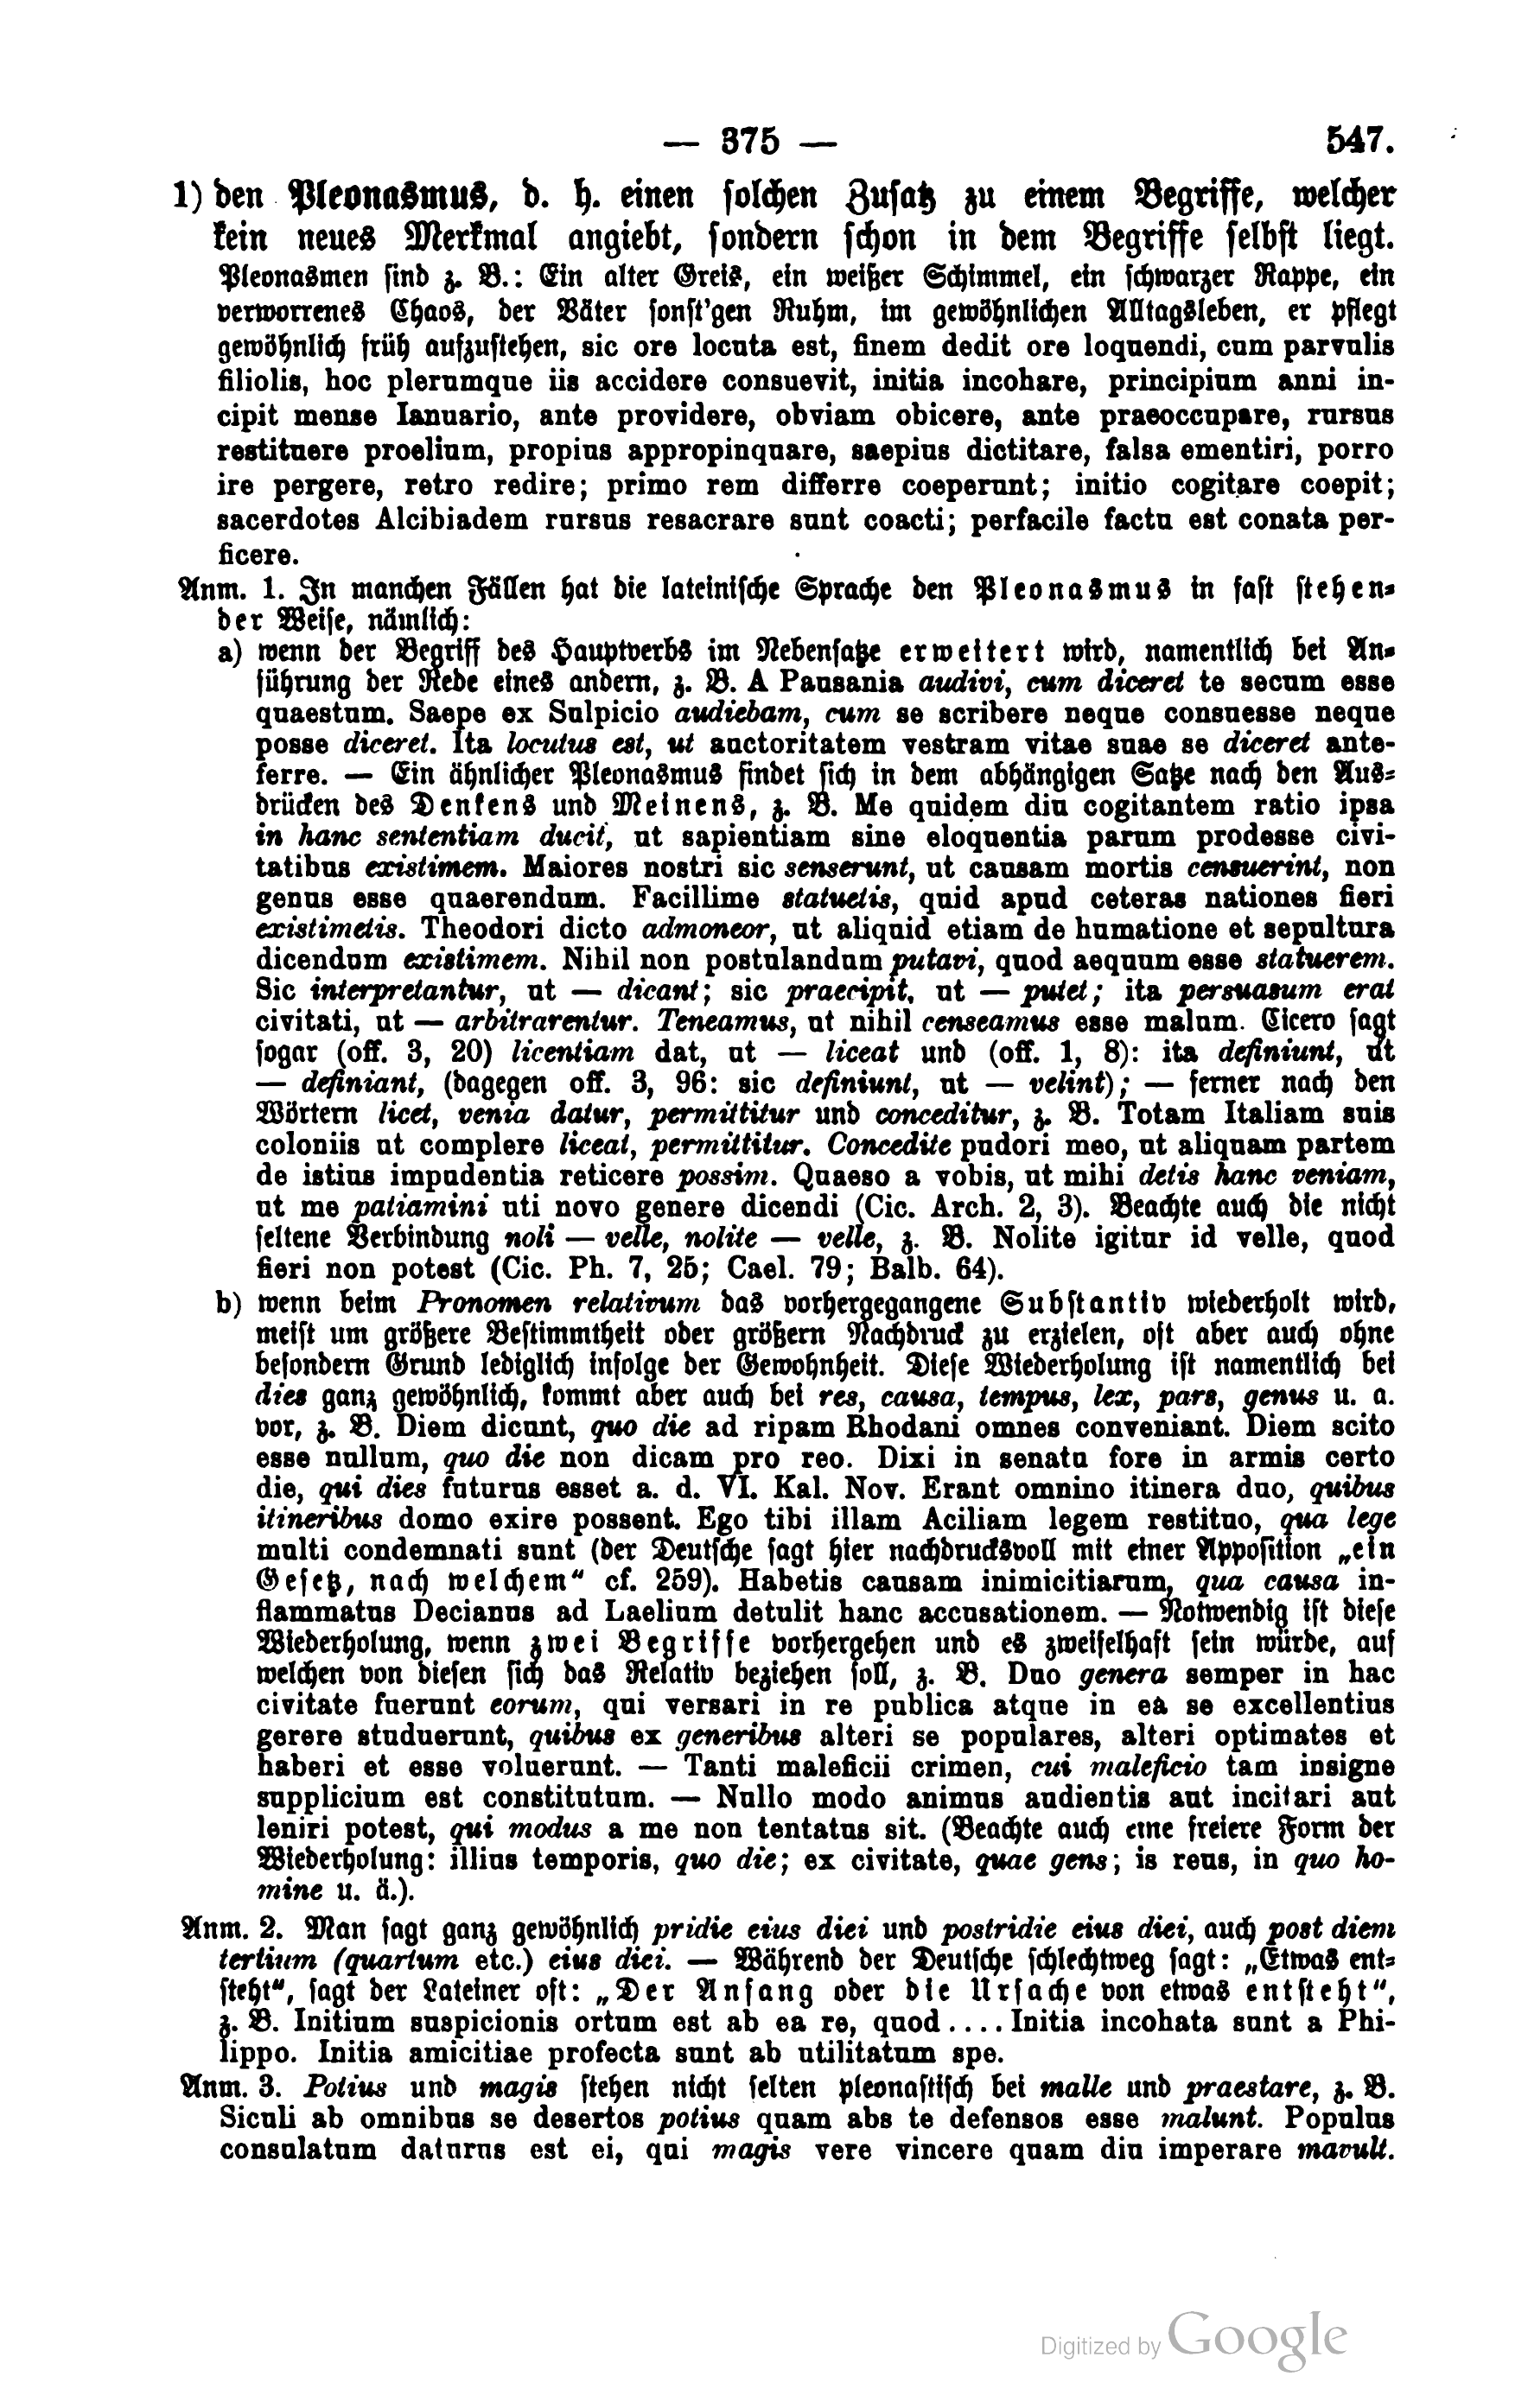 — 375 — 547.
1) den Pleonasmus, d. h. einen solchen Zusatz zu einem Begriffe, welcher
kein neues Merkmal angiebt, sondern schon in dem Begriffe selbst liegt.
Pleonasmen sind z. B.: Ein alter Greis, ein weißer Schimmel, ein schwarzer Rappe, ein
verworrenes Chaos, der Väter sonst'gen Ruhm, im gewöhnlichen Alltagsleben, er pflegt
gewöhnlich früh aufzustehen, sic ore locuta est, finem dedit ore loquendi, cum parvulis
filiolis, hoc plerumque iis accidere consuevit, initia incohare, principium anni in-
cipit mense Ianuario, ante providere, obviam obicere, ante praeoccupare, rursus
restituere proelium, propius appropinquare, saepius dictitare, falsa ementiri, porro
ire pergere, retro redire; primo rem differre coeperunt; initio cogitare coepit;
sacerdotes Alcibiadem rursus resacrare sunt coacti; perfacile factu est conata per-
ficere.
Anm. 1. In manchen Fällen hat die lateinische Sprache den Pleonasmus in fast stehen-
der Weise, nämlich:
a) wenn der Begriff des Hauptverbs im Nebensatze erweitert wird, namentlich bei An-
führung der Rede eines andern, z. B. A Pausania audivi, cum diceret te secum esse
quaestum. Saepe ex Sulpicio audiebam, cum se scribere neque consuesse neque
posse diceret. Ita locutus est, ut auctoritatem vestram vitae suae se diceret ante-
ferre. — Ein ähnlicher Pleonasmus findet sich in dem abhängigen Satze nach den Aus-
drücken des Denkens und Meinens, z. B. Me quidem diu cogitantem ratio ipsa
in hanc sententiam ducit, ut sapientiam sine eloquentia parum prodesse civi-
tatibus existimem. Maiores nostri sic senserunt, ut causam mortis censuerint, non
genus esse quaerendum. Facillime statuetis, quid apud ceteras nationes fieri
existimetis. Theodori dicto admoneor, ut aliquid etiam de humatione et sepultura
dicendum existimem. Nihil non postulandum putavi, quod aequum esse statuerem.
Sic interpretantur, ut — dicant; sic praecipit, ut — putet; ita persuasum erat
civitati, ut — arbitrarentur. Teneamus, ut nihil censeamus esse malum. Cicero sagt
sogar (off. 3, 20) licentiam dat, ut — liceat und (off. 1, 8): ita definiunt, ut
— definiant, (dagegen off. 3, 96: sic definiunt, ut — velint); — ferner nach den
Wörtern licet, venia datur, permittitur und conceditur, z. B. Totam Italiam suis
coloniis ut complere liceat, permittitur. Concedite pudori meo, ut aliquam partem
de istius impudentia reticere possim. Quaeso a vobis, ut mihi detis hanc veniam,
ut me patiamini uti novo genere dicendi (Cic. Arch. 2, 3). Beachte auch die nicht
seltene Verbindung noli — velle, nolite — velle, z. B. Nolite igitur id velle, quod
fieri non potest (Cic. Ph. 7, 25; Cael. 79; Balb. 64).
b) wenn beim Pronomen relativum das vorhergegangene Substantiv wiederholt wird,
meist um größere Bestimmtheit oder größern Nachdruck zu erzielen, oft aber auch ohne
besondern Grund lediglich infolge der Gewohnheit. Diese Wiederholung ist namentlich bei
dies ganz gewöhnlich, kommt aber auch bei res, causa, tempus, lex, pars, genus u. a.
vor, z. B. Diem dicunt, quo die ad ripam Rhodani omnes conveniant. Diem scito
esse nullum, quo die non dicam pro reo. Dixi in senatu fore in armis certo
die, qui dies futurus esset a. d. VI. Kal. Nov. Erant omnino itinera duo, quibus
itineribus domo exire possent. Ego tibi illam Aciliam legem restituo, qua lege
multi condemnati sunt (der Deutsche sagt hier nachdrucksvoll mit einer Apposition „ein
Gesetz, nach welchem“ cf. 259). Habetis causam inimicitiarum, qua causa in-
flammatus Decianus ad Laelium detulit hanc accusationem. — Notwendig ist diese
Wiederholung, wenn zwei Begriffe vorhergehen und es zweifelhaft sein würde, auf
welchen von diesen sich das Relativ beziehen soll, z. B. Duo genera semper in hac
civitate fuerunt eorum, qui versari in re publica atque in ea se excellentius
gerere studuerunt, quibus ex generibus alteri se populares, alteri optimates et
haberi et esse voluerunt. — Tanti maleficii crimen, cui maleficio tam insigne
supplicium est constitutum. — Nullo modo animus audientis aut incitari aut
leniri potest, qui modus a me non tentatus sit. (Beachte auch eine freiere Form der
Wiederholung: illius temporis, quo die; ex civitate, quae gens; is reus, in quo ho-
mine u. ä.).
Anm. 2. Man sagt ganz gewöhnlich pridie eius diei und postridie eius diei, auch post diem
tertium (quartum etc.) eius diei. — Während der Deutsche schlechtweg sagt: „Etwas ent-
steht“, sagt der Lateiner oft: „Der Anfang oder die Ursache von etwas entsteht“,
z. B. Initium suspicionis ortum est ab ea re, quod .... Initia incohata sunt a Phi-
lippo. Initia amicitiae profecta sunt ab utilitatum spe.
Anm. 3. Potius und magis stehen nicht selten pleonastisch bei malle und praestare, z. B.
Siculi ab omnibus se desertos potius quam abs te defensos esse malunt. Populus
consulatum daturus est ei, qui magis vere vincere quam diu imperare mavult.
Digitized by Google